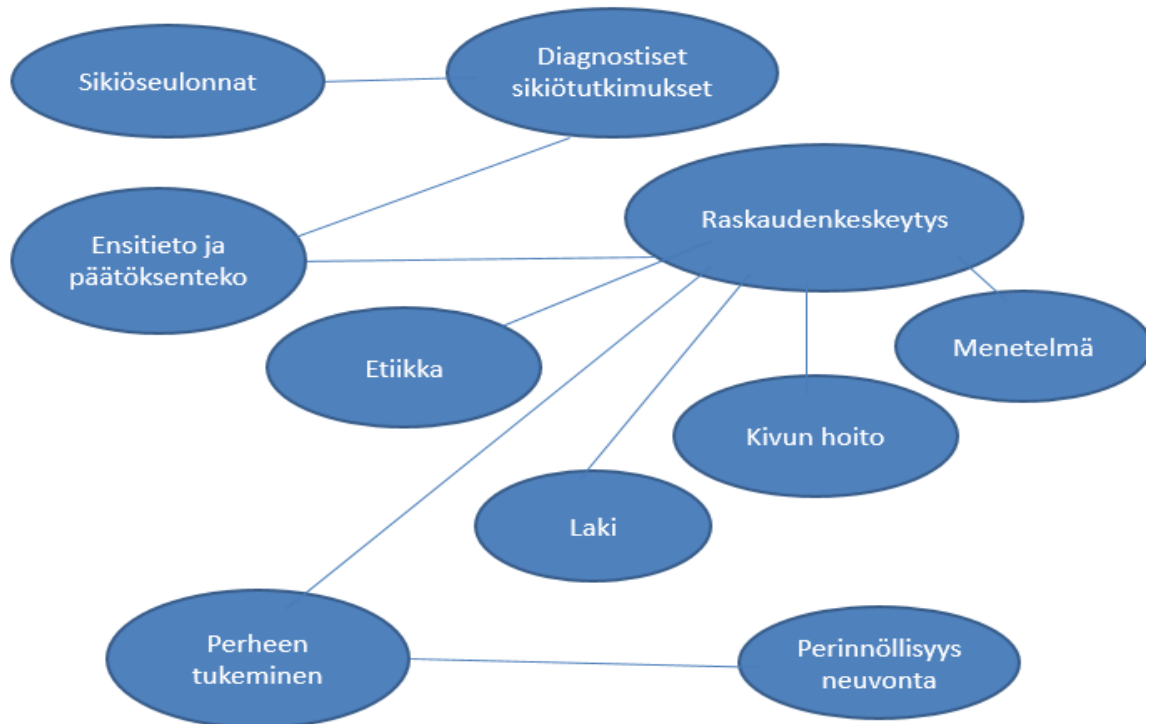 Sikiöseulonnat
Diagnostiset
sikiötutkimukset
Raskaudenkeskeytys
Ensitieto ja
päätöksenteko
Etiikka
Menetelmä
Kivun hoito
Laki
Perheen
tukeminen
Perinnöllisyys
neuvonta